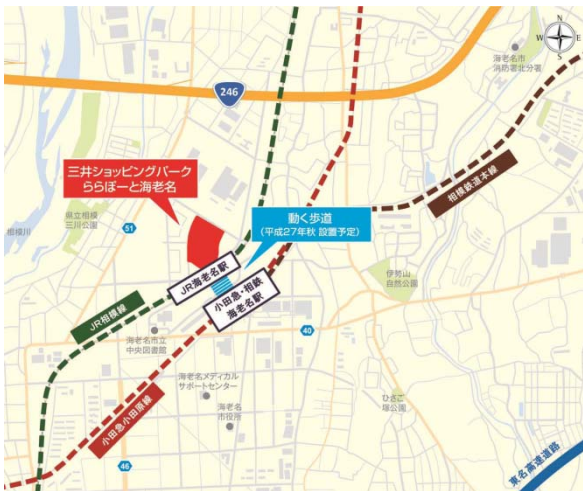 N
W E
S
海老名市
消防署北分署
246
三井ショッピングパーク
ららぽーと海老名
相模鉄道本線
動く歩道
(平成27年秋 設置予定)
県立相模
三川公園
相模川
51
JR海老名駅
小田急・相鉄
海老名駅
伊勢山
自然公園
JR相模線
40
海老名市立
中央図書館
海老名メディカル
サポートセンター
海老名
市役所
ひさご
塚公園
小田急小田原線
46
東名高速道路